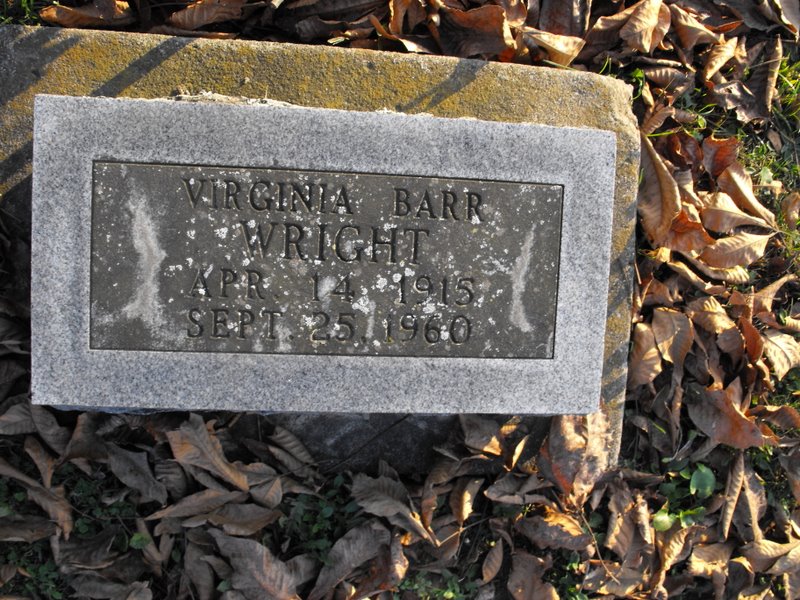 VIRGINIA BARR
WRIGHT
APR. 14 1915
SEPT. 25, 1960